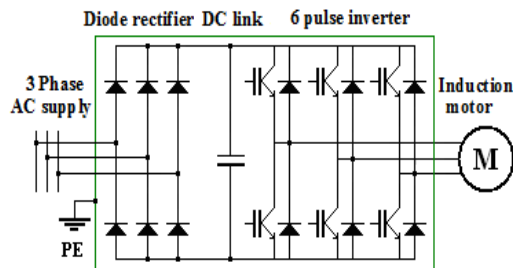 Diode rectifier DC link 6 pulse inverter
3 Phase
AC supply
Induction
motor
M
PE